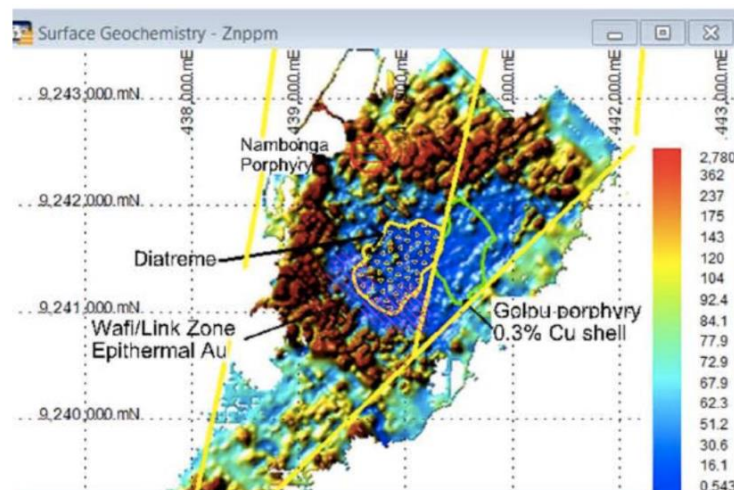 Surface Geochemistry - Znppm
9,243,000.mN
438,000.mE
439,000.mE
442,000.mE
443,000.mE
Nambonga
Porphyry
9,242,000.mN
Diatreme
9,241,000.mN
Wafi/Link Zone
Epithermal Au
Golpu porphyry
0.3% Cu shell
9,240,000.mN
2,780
362
237
175
143
120
104
92.4
84.1
77.9
72.9
67.9
62.3
51.2
30.6
16.1
0.543